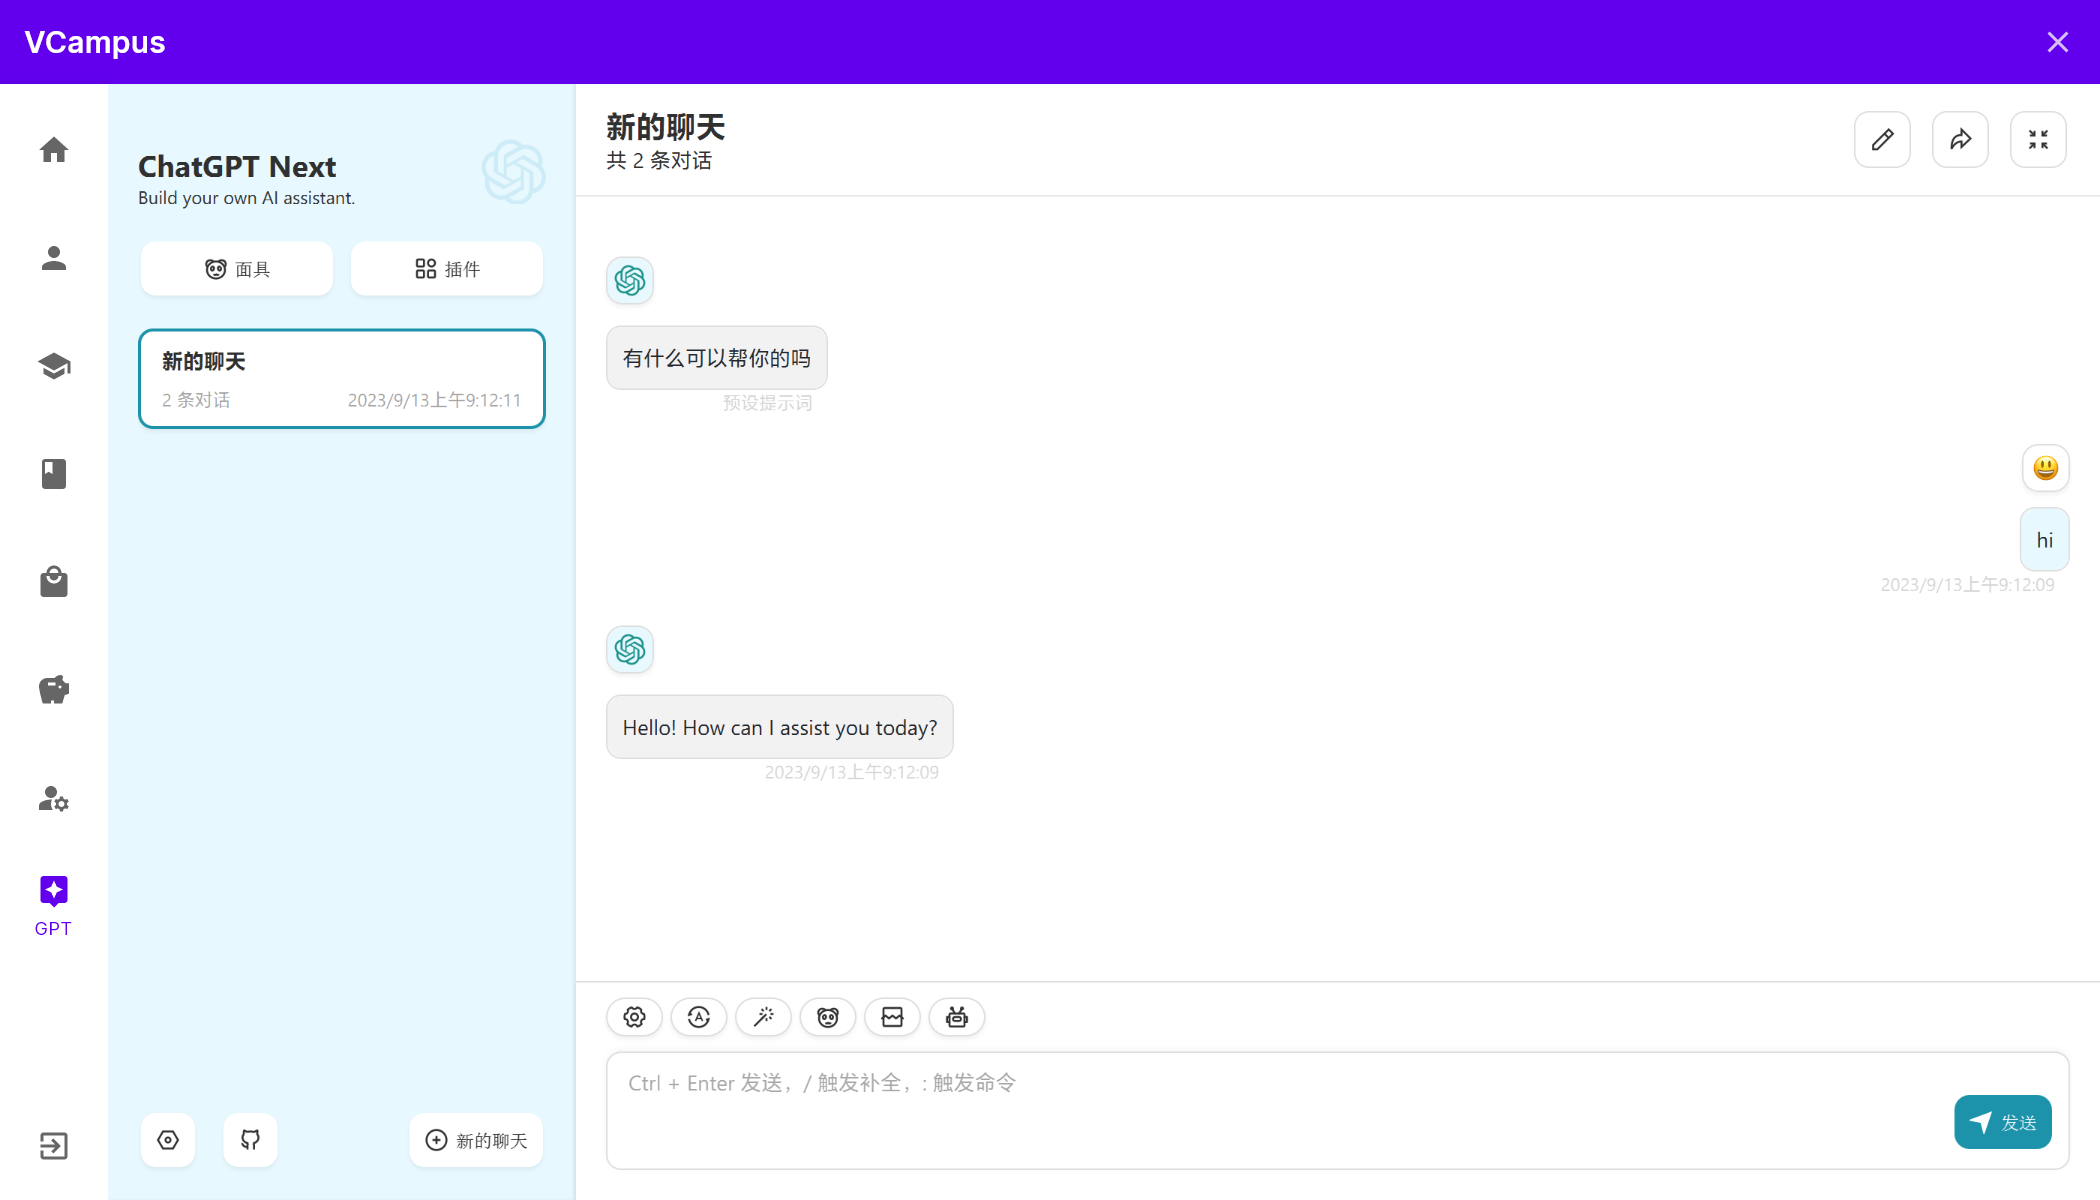 VCampus
GPT
ChatGPT Next
Build your own AI assistant.
面具
插件
新的聊天
2 条对话
2023/9/13上午9:12:11
新的聊天
新的聊天
共 2 条对话
有什么可以帮你的吗
预设提示词
hi
2023/9/13上午9:12:09
Hello! How can I assist you today?
2023/9/13上午9:12:09
Ctrl + Enter 发送，/ 触发补全，: 触发命令
发送